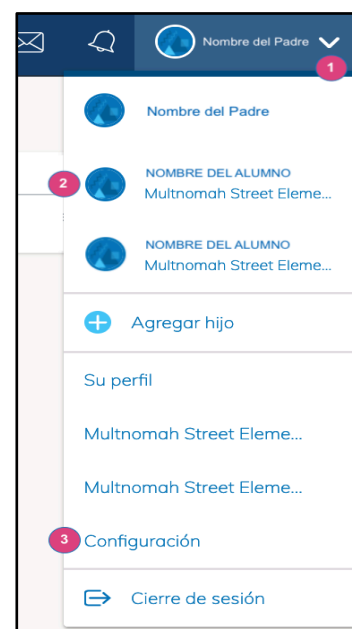 Nombre del Padre
1
Nombre del Padre
2
NOMBRE DEL ALUMNO
Multnomah Street Eleme...
NOMBRE DEL ALUMNO
Multnomah Street Eleme...
Agregar hijo
Su perfil
Multnomah Street Eleme...
Multnomah Street Eleme...
3
Configuración
Cierre de sesión